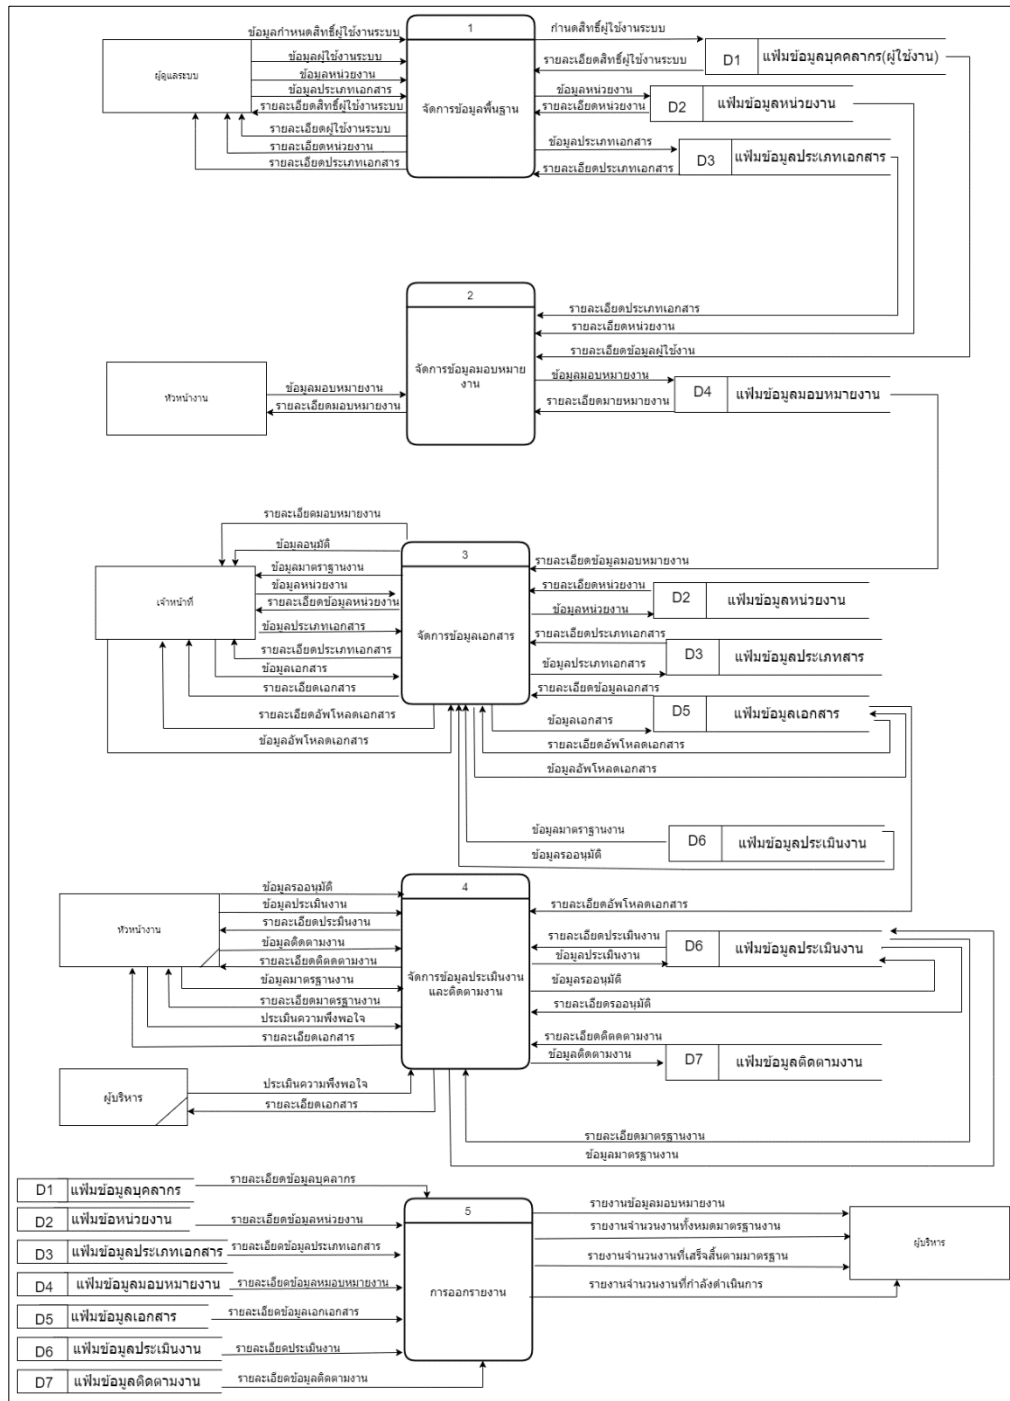 1
ข้อมูลกำหนดสิทธิ์ผู้ใช้งานระบบ
กำนดสิทธิ์ผู้ใช้งานระบบ
ผู้ดูแลระบบ
ข้อมูลผู้ใช้งานระบบ
รายละเอียดสิทธิ์ผู้ใช้งานระบบ
D1 แฟ้มข้อมูลบุคคลากร(ผู้ใช้งาน)
ข้อมูลหน่วยงาน
ข้อมูลประเภทเอกสาร
รายละเอียดสิทธิ์ผู้ใช้งานระบบ
จัดการข้อมูลพื้นฐาน
ข้อมูลหน่วยงาน
รายละเอียดหน่วยงาน
D2 แฟ้มข้อมูลหน่วยงาน
รายละเอียดผู้ใช้งานระบบ
รายละเอียดหน่วยงาน
รายละเอียดประเภทเอกสาร
ข้อมูลประเภทเอกสาร
รายละเอียดประเภทเอกสาร
D3 แฟ้มข้อมูลประเภทเอกสาร
2
รายละเอียดประเภทเอกสาร
รายละเอียดหน่วยงาน
รายละเอียดข้อมูลผู้ใช้งาน
จัดการข้อมูลมอบหมาย
งาน
หัวหน้างาน
ข้อมูลมอบหมายงาน
รายละเอียดมอบหมายงาน
ข้อมูลมอบหมายงาน
รายละเอียดมายหมายงาน
D4 แฟ้มข้อมูลมอบหมายงาน
รายละเอียดมอบหมายงาน
ข้อมูลอนุมัติ
3
ข้อมูลมาตราฐานงาน
รายละเอียดข้อมูลมอบหมายงาน
เจ้าหน้าที่
ข้อมูลหน่วยงาน
รายละเอียดข้อมูลหน่วยงาน
รายละเอียดหน่วยงาน
ข้อมูลหน่วยงาน
D2 แฟ้มข้อมูลหน่วยงาน
ข้อมูลประเภทเอกสาร
จัดการข้อมูลเอกสาร
รายละเอียดประเภทเอกสาร
รายละเอียดประเภทเอกสาร
D3 แฟ้มข้อมูลประเภทสาร
ข้อมูลเอกสาร
ข้อมูลประเภทเอกสาร
รายละเอียดเอกสาร
รายละเอียดข้อมูลเอกสาร
D5 แฟ้มข้อมูลเอกสาร
รายละเอียดอัพโหลดเอกสาร
ข้อมูลเอกสาร
ข้อมูลอัพโหลดเอกสาร
รายละเอียดอัพโหลดเอกสาร
ข้อมูลอัพโหลดเอกสาร
ข้อมูลมาตราฐานงาน
D6 แฟ้มข้อมูลประเมินงาน
ข้อมูลรออนุมัติ
ข้อมูลรออนุมัติ
4
ข้อมูลประเมินงาน
รายละเอียดอัพโหลดเอกสาร
หัวหน้างาน
รายละเอียดประเมินงาน
ข้อมูลติดตามงาน
รายละเอียดติดตามงาน
รายละเอียดประเมินงาน
ข้อมูลประเมินงาน
D6 แฟ้มข้อมูลประเมินงาน
จัดการข้อมูลประเมินงาน
และติดตามงาน
ข้อมูลมาตรฐานงาน
ข้อมูลรออนุมัติ
รายละเอียดมาตรฐานงาน
รายละเอียดรออนุมัติ
ประเมินความพึงพอใจ
รายละเอียดเอกสาร
รายละเอียดติดตามงาน
ข้อมูลติดตามงาน
D7 แฟ้มข้อมูลติดตามงาน
ผู้บริหาร
ประเมินความพึงพอใจ
รายละเอียดเอกสาร
รายละเอียดมาตรฐานงาน
ข้อมูลมาตรฐานงาน
D1 แฟ้มข้อมูลบุคลากร
รายละเอียดข้อมูลบุคลากร
5
รายงานข้อมูลมอบหมายงาน
D2 แฟ้มข้อหน่วยงาน
รายละเอียดข้อมูลหน่วยงาน
รายงานจำนวนงานทั้งหมดมาตรฐานงาน
ผู้บริหาร
D3 แฟ้มข้อมูลประเภทเอกสาร
รายละเอียดข้อมูลประเภทเอกสาร
รายงานจำนวนงานที่เสร็จสิ้นตามมาตรฐาน
D4 แฟ้มข้อมูลมอบหมายงาน
รายละเอียดข้อมูลหมอบหมายงาน
การออกรายงาน
รายงานจำนวนงานที่กำลังดำเนินการ
D5 แฟ้มข้อมูลเอกสาร
รายละเอียดข้อมูลเอกเอกสาร
D6 แฟ้มข้อมูลประเมินงาน
รายละเอียดประเมินงาน
D7 แฟ้มข้อมูลติดตามงาน
รายละเอียดข้อมูลติดตามงาน